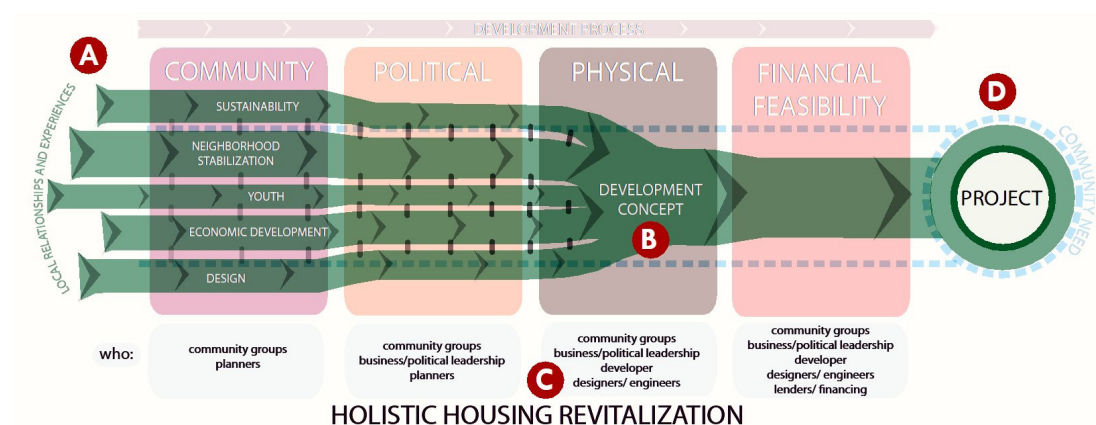 DEVELOPMENT PROCESS
A
COMMUNITY
POLITICAL
PHYSICAL
FINANCIAL
FEASIBILITY
D
LOCAL RELATIONSHIPS AND EXPERIENCES
SUSTAINABILITY
NEIGHBORHOOD
STABILIZATION
YOUTH
ECONOMIC DEVELOPMENT
DESIGN
DEVELOPMENT
CONCEPT
B
PROJECT
COMMUNITY NEED
who:
community groups
planners
community groups
business/political leadership
planners
community groups
business/political leadership
developer
designers/ engineers
community groups
business/political leadership
developer
designers/ engineers
lenders/ financing
C
HOLISTIC HOUSING REVITALIZATION